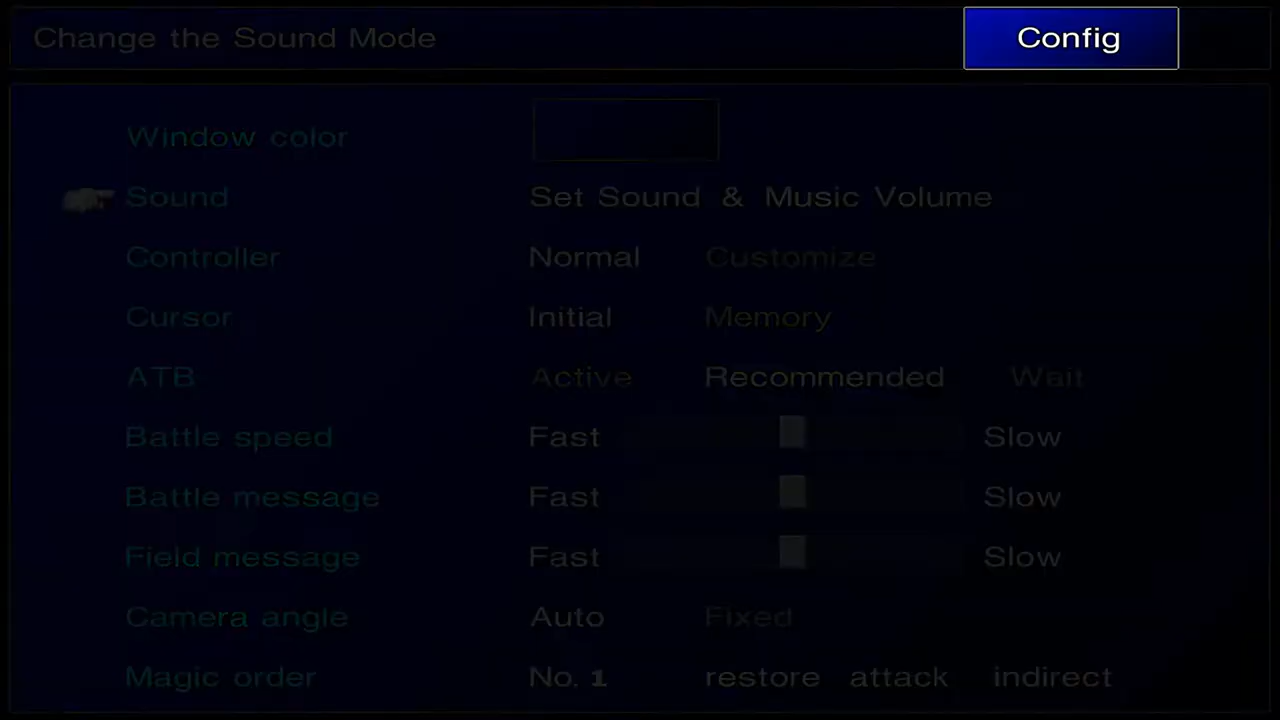 Change the Sound Mode Config
Window color
Sound Set Sound & Music Volume
Controller Normal Customize
Cursor Initial Memory
ATB Active Recommended Wait
Battle speed Fast Slow
Battle message Fast Slow
Field message Fast Slow
Camera angle Auto Fixed
Magic order No. 1 restore attack indirect